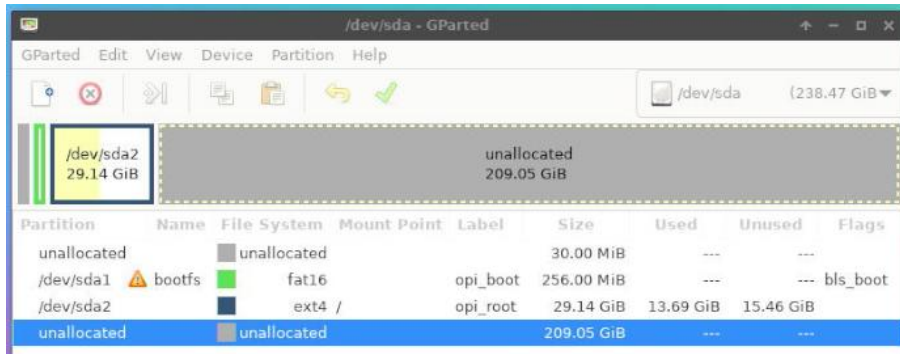 /dev/sda - GParted
GParted Edit View Device Partition Help
/dev/sda (238.47 GiB
/dev/sda2 unallocated
29.14 GiB 209.05 GiB
Partition Name File System Mount Point Label Size Used Unused Flags
unallocated unallocated 30.00 MiB --- ---
/dev/sda1 bootfs fat16 opi_boot 256.00 MiB --- --- bls_boot
/dev/sda2 ext4 / opi_root 29.14 GiB 13.69 GiB 15.46 GiB
unallocated unallocated 209.05 GiB --- ---